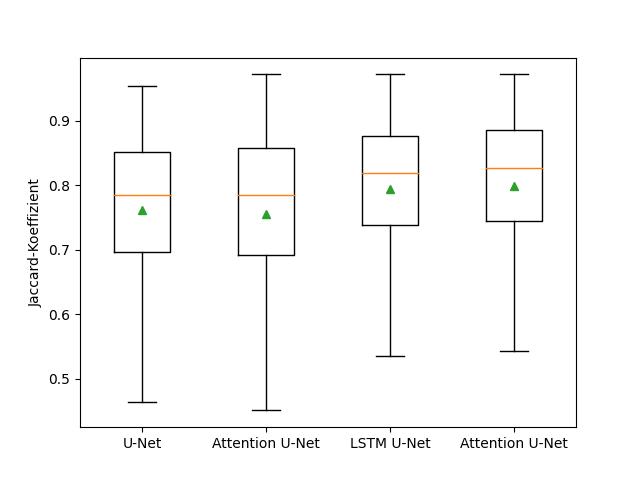 0.9
0.8
0.7
0.6
0.5
Jaccard-Koeffizient
U-Net
Attention U-Net
LSTM U-Net
Attention U-Net